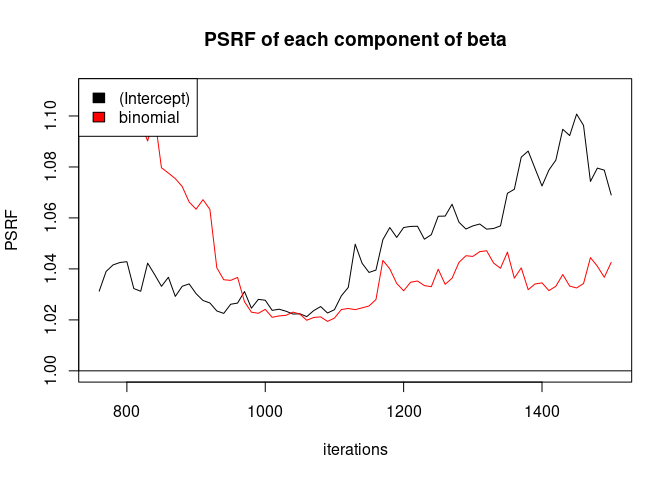 PSRF of each component of beta
(Intercept)
binomial
PSRF
1.10
1.08
1.06
1.04
1.02
1.00
800 1000 1200 1400
iterations